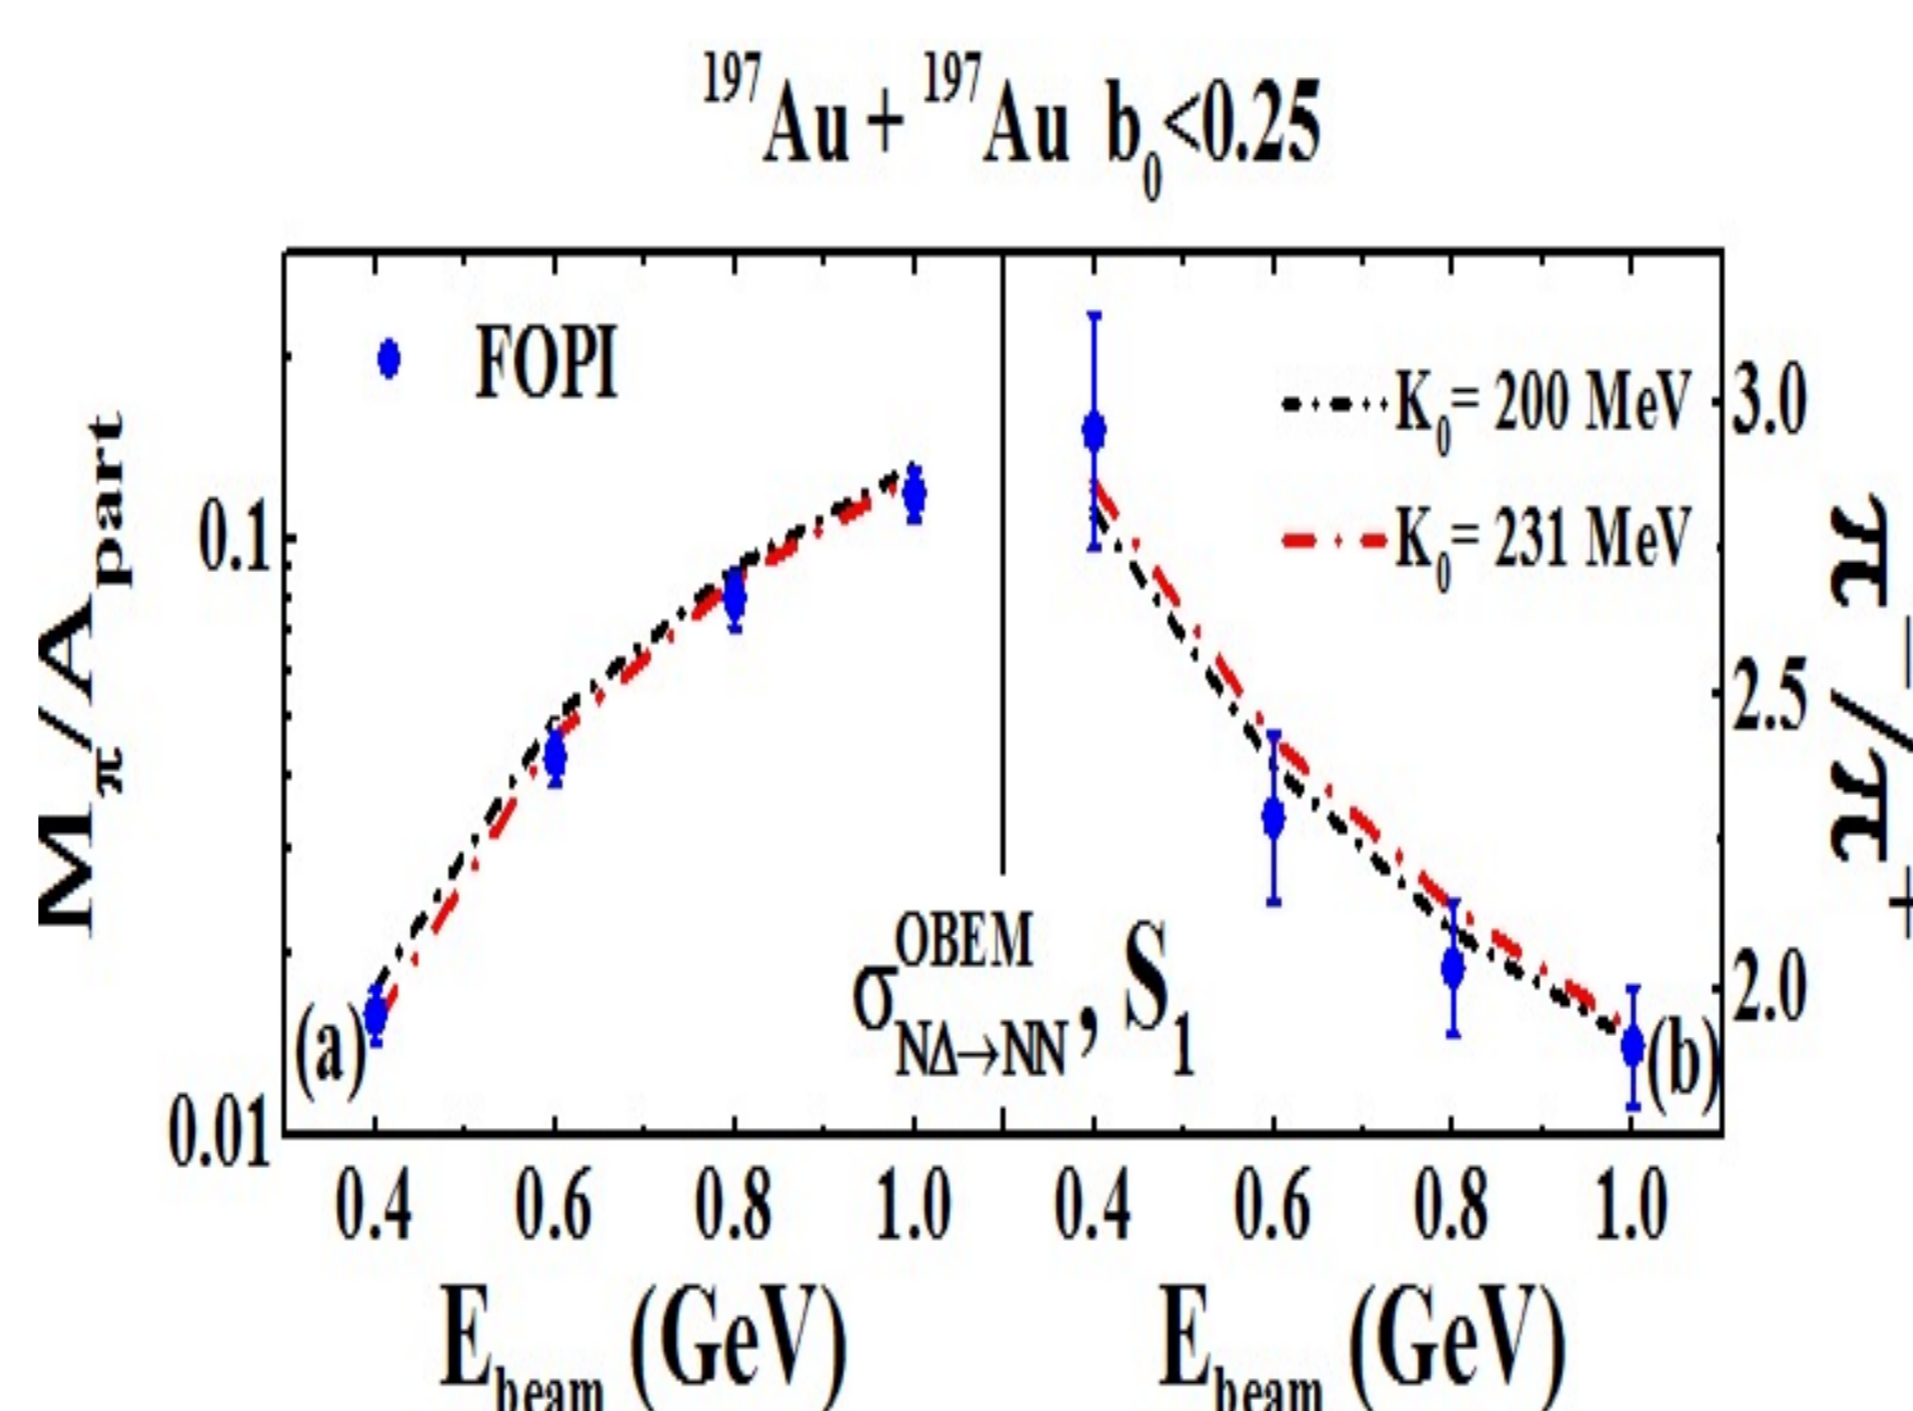 197Au + 197Au b0<0.25
FOPI
K0= 200 MeV
K0= 231 MeV
Mπ/Apart
0.1
0.01
3.0
2.5
2.0
π−/π+
σOBEM NΔ→NN, S1
(a)
(b)
0.4 0.6 0.8 1.0 0.4 0.6 0.8 1.0
Ebeam (GeV) Ebeam (GeV)